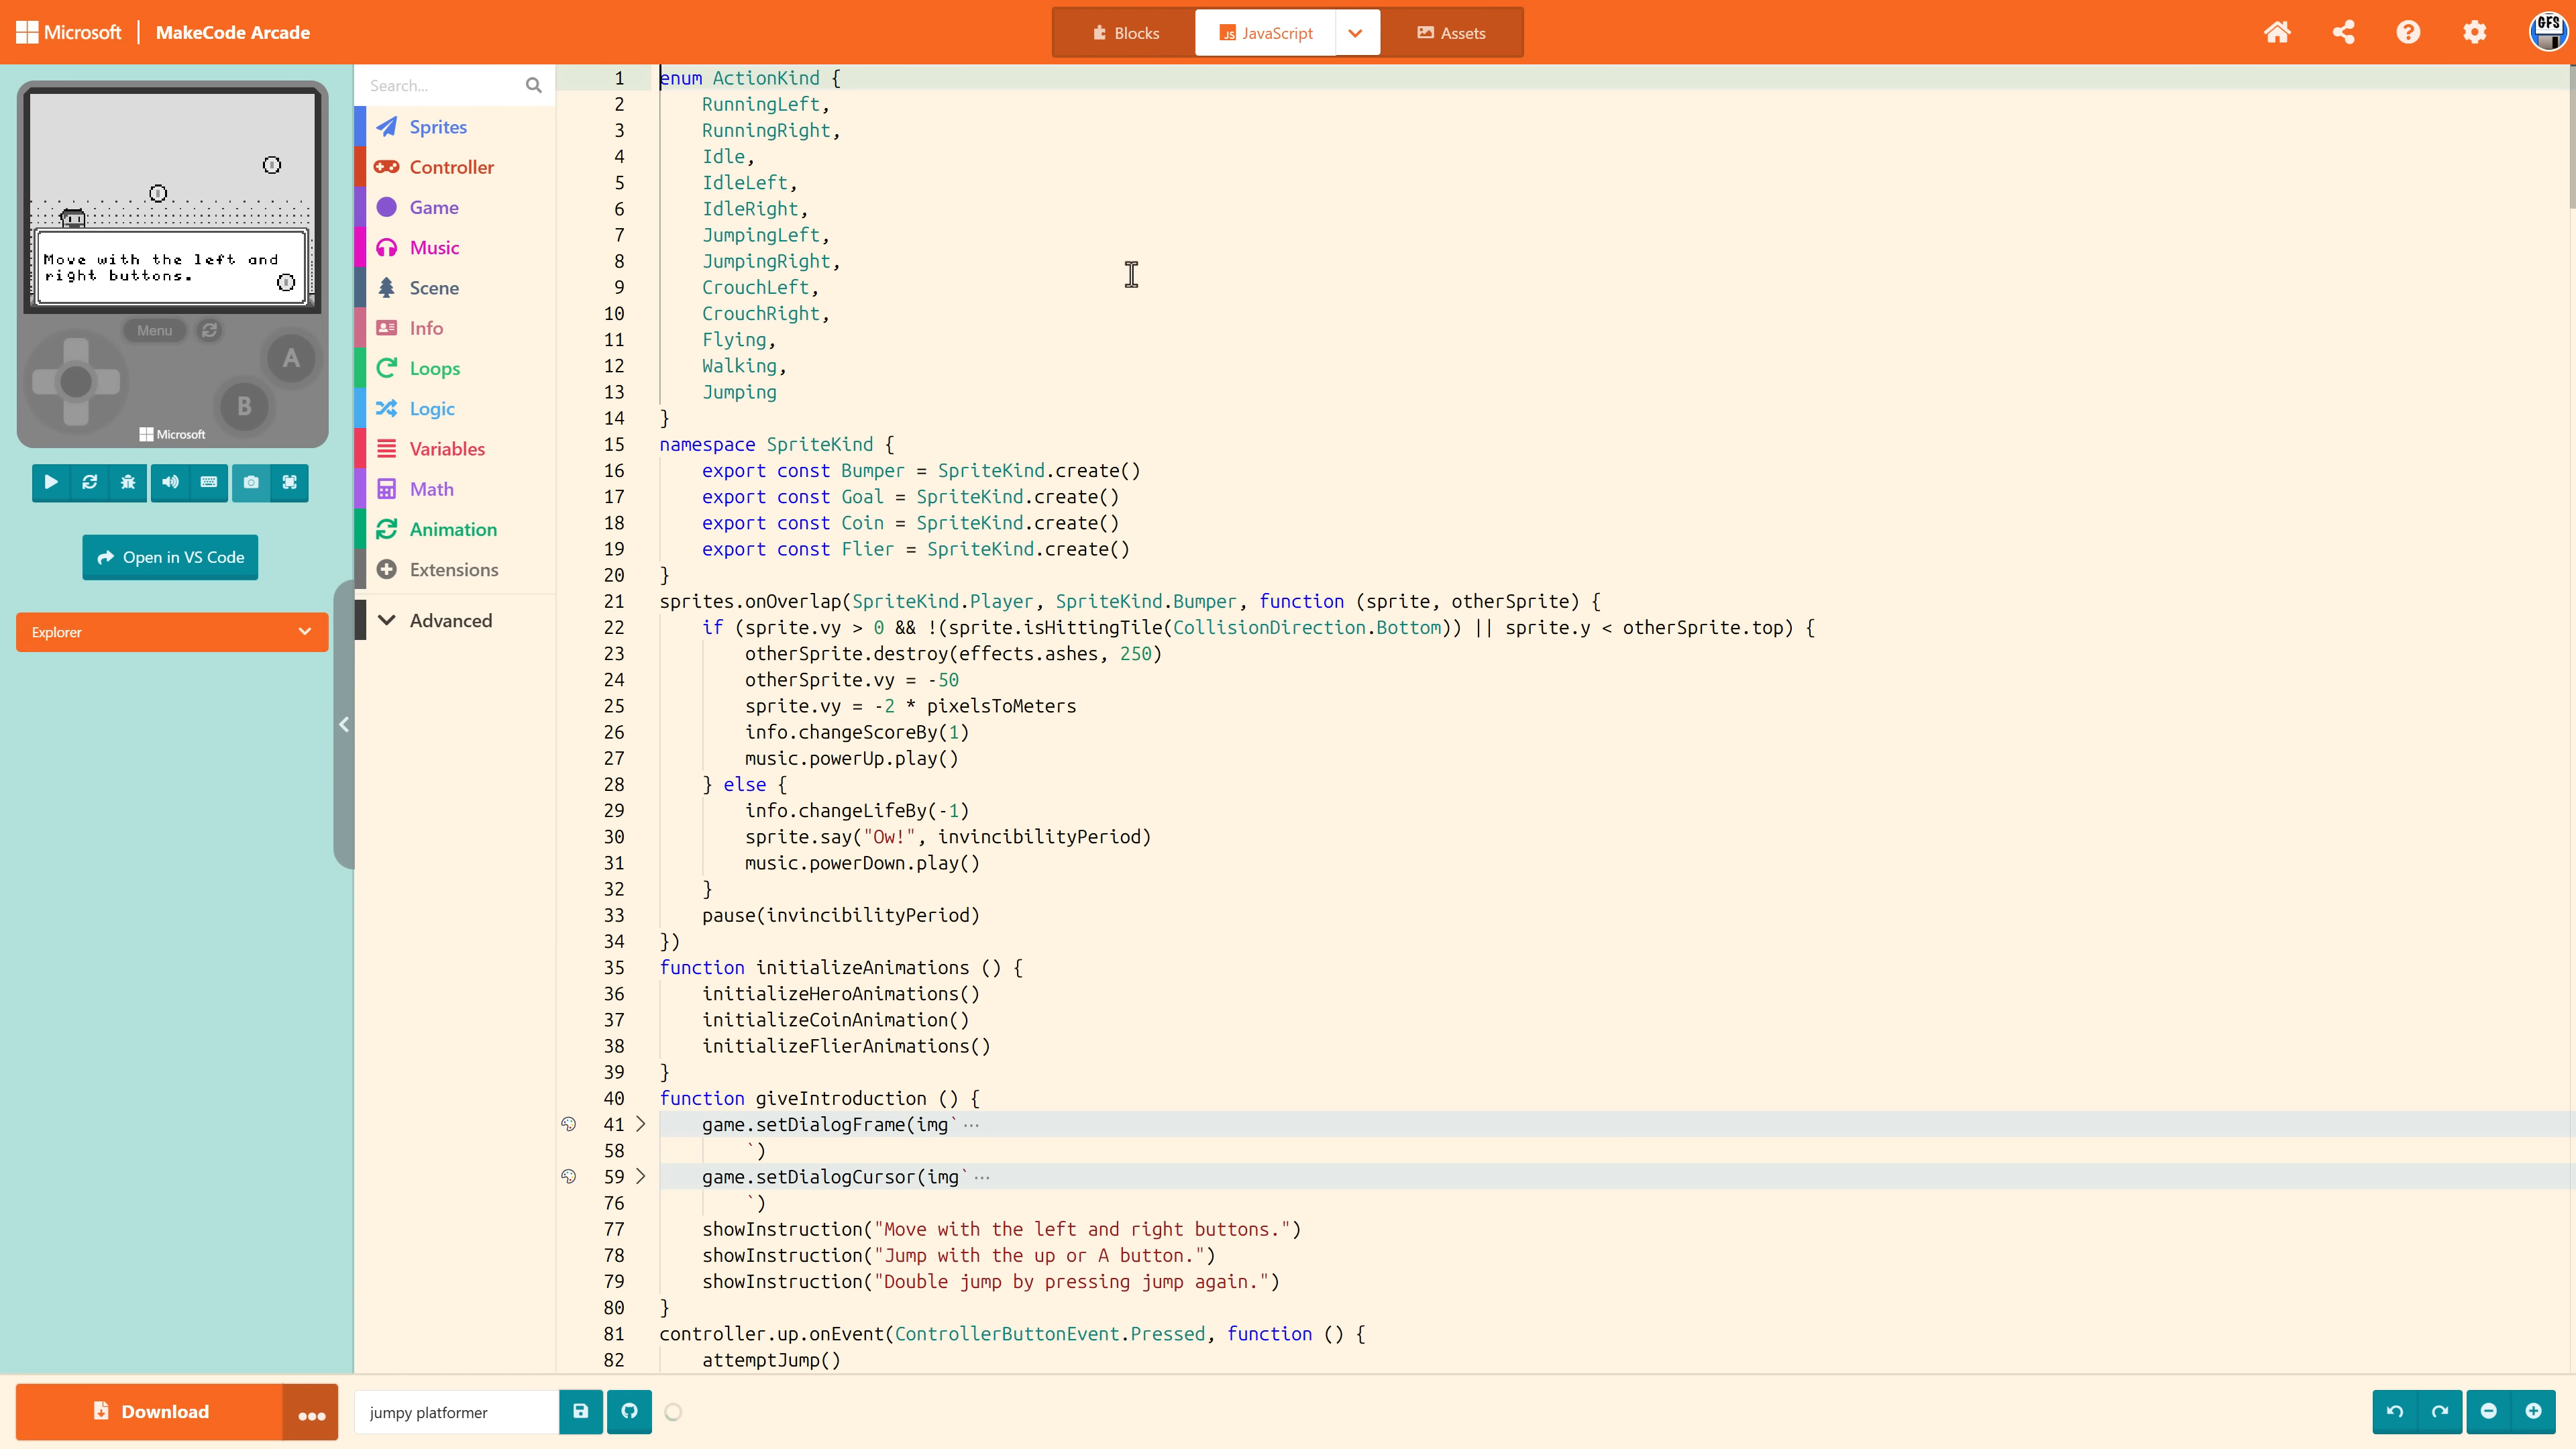 Microsoft | MakeCode Arcade
Blocks
JavaScript
Assets
GFS
Move with the left and
right buttons.
Menu
A
B
Microsoft
Open in VS Code
Explorer
Search...
Sprites
Controller
Game
Music
Scene
Info
Loops
Logic
Variables
Math
Animation
Extensions
Advanced
1 enum ActionKind {
2 RunningLeft,
3 RunningRight,
4 Idle,
5 IdleLeft,
6 IdleRight,
7 JumpingLeft,
8 JumpingRight,
9 CrouchLeft,
10 CrouchRight,
11 Flying,
12 Walking,
13 Jumping
14 }
15 namespace SpriteKind {
16 export const Bumper = SpriteKind.create()
17 export const Goal = SpriteKind.create()
18 export const Coin = SpriteKind.create()
19 export const Flier = SpriteKind.create()
20 }
21 sprites.onOverlap(SpriteKind.Player, SpriteKind.Bumper, function (sprite, otherSprite) {
22 if (sprite.vy > 0 && !(sprite.isHittingTile(CollisionDirection.Bottom)) || sprite.y < otherSprite.top) {
23 otherSprite.destroy(effects.ashes, 250)
24 otherSprite.vy = -50
25 sprite.vy = -2 * pixelsToMeters
26 info.changeScoreBy(1)
27 music.powerUp.play()
28 } else {
29 info.changeLifeBy(-1)
30 sprite.say("Ow!", invincibilityPeriod)
31 music.powerDown.play()
32 }
33 pause(invincibilityPeriod)
34 })
35 function initializeAnimations () {
36 initializeHeroAnimations()
37 initializeCoinAnimation()
38 initializeFlierAnimations()
39 }
40 function giveIntroduction () {
41 game.setDialogFrame(img` ···
58 `)
59 game.setDialogCursor(img` ···
76 `)
77 showInstruction("Move with the left and right buttons.")
78 showInstruction("Jump with the up or A button.")
79 showInstruction("Double jump by pressing jump again.")
80 }
81 controller.up.onEvent(ControllerButtonEvent.Pressed, function () {
82 attemptJump()
Download
jumpy platformer